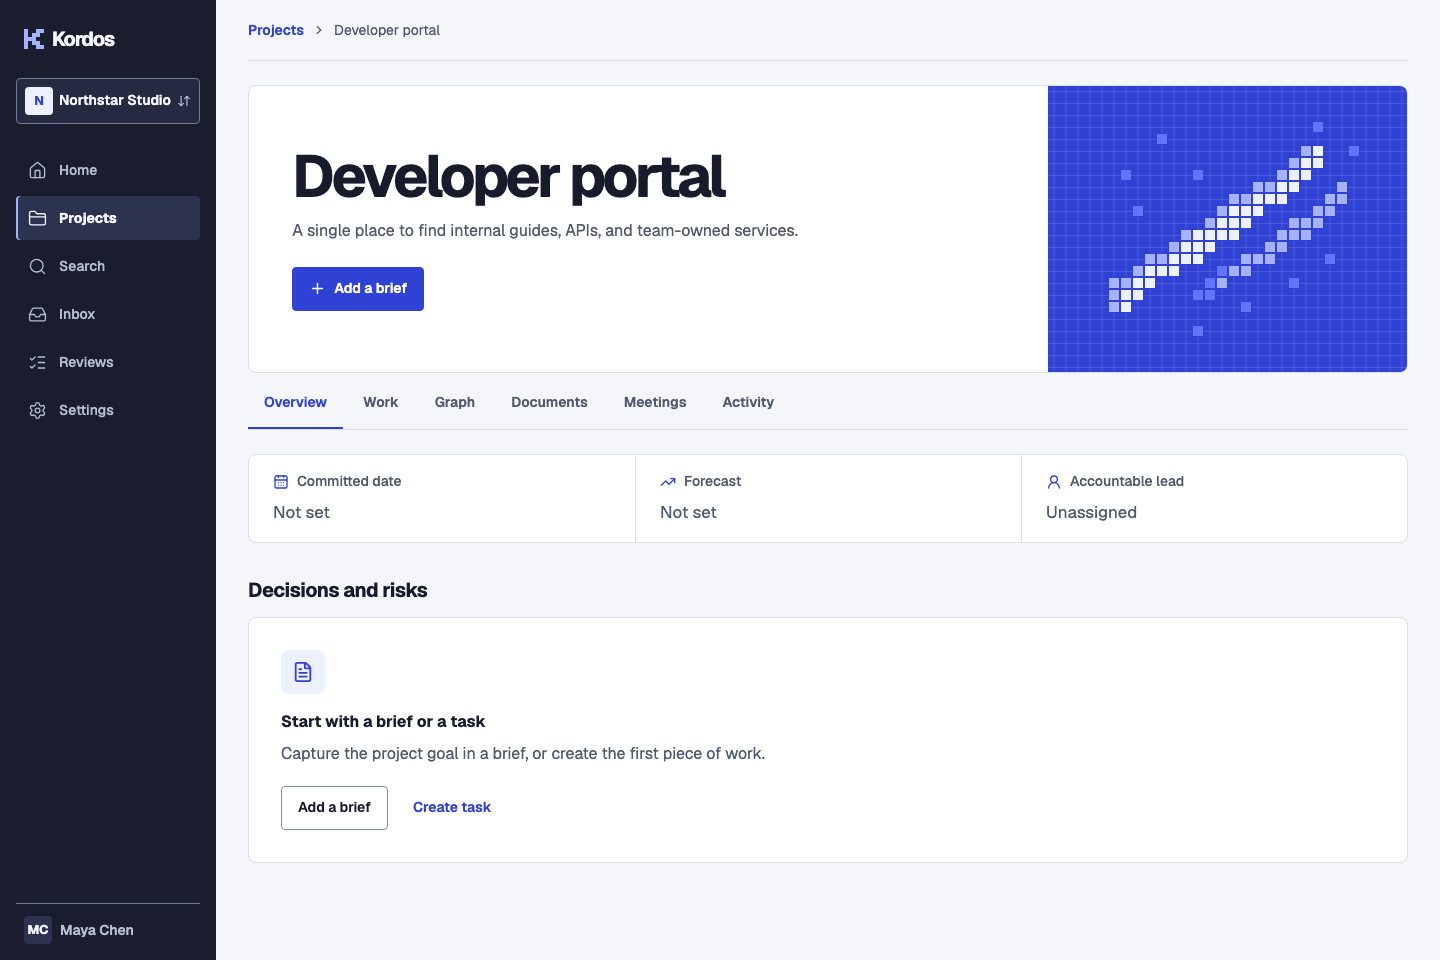 Kordos
N Northstar Studio
Home
Projects
Search
Inbox
Reviews
Settings
MC Maya Chen
Projects > Developer portal
Developer portal
A single place to find internal guides, APIs, and team-owned services.
+ Add a brief
Overview Work Graph Documents Meetings Activity
Committed date
Not set
Forecast
Not set
Accountable lead
Unassigned
Decisions and risks
Start with a brief or a task
Capture the project goal in a brief, or create the first piece of work.
Add a brief Create task